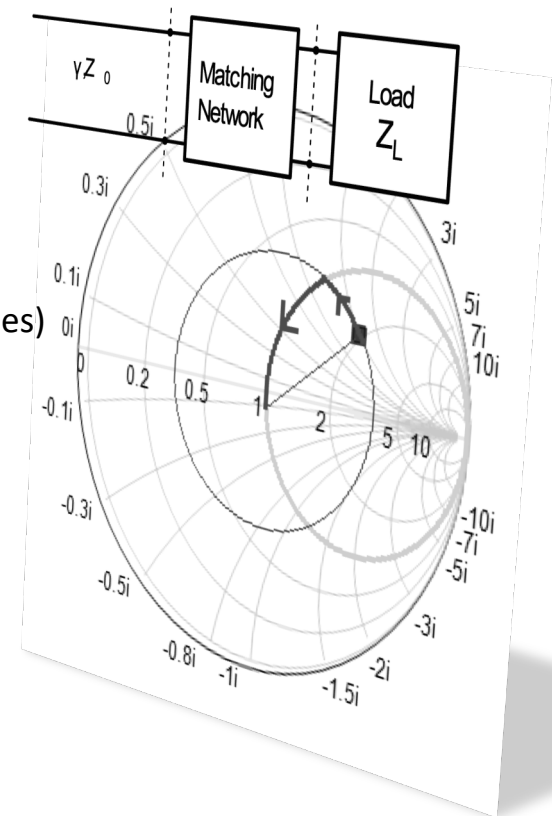 γ,Z 0
Matching
Network
Load
ZL
0.5i
0.3i
3i
0.1i
5i
es)
0i
7i
10i
0
0.2
0.5
1
2
5
10
-0.1i
-0.3i
-10i
-7i
-5i
-0.5i
-3i
-0.8i
-1i
-2i
-1.5i